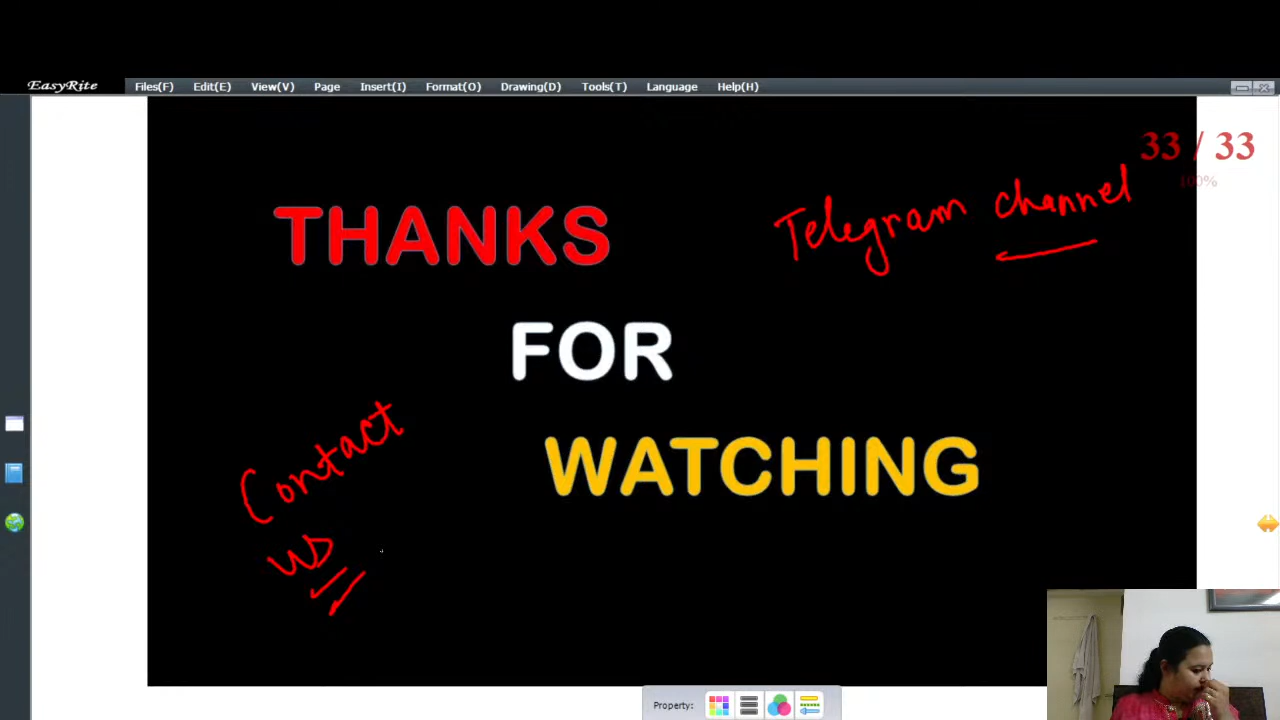 EasyRite Files(F) Edit(E) View(V) Page Insert(I) Format(O) Drawing(D) Tools(T) Language Help(H)
33 / 33
100%
Telegram channel
THANKS
FOR
Contact
us
WATCHING
Property: